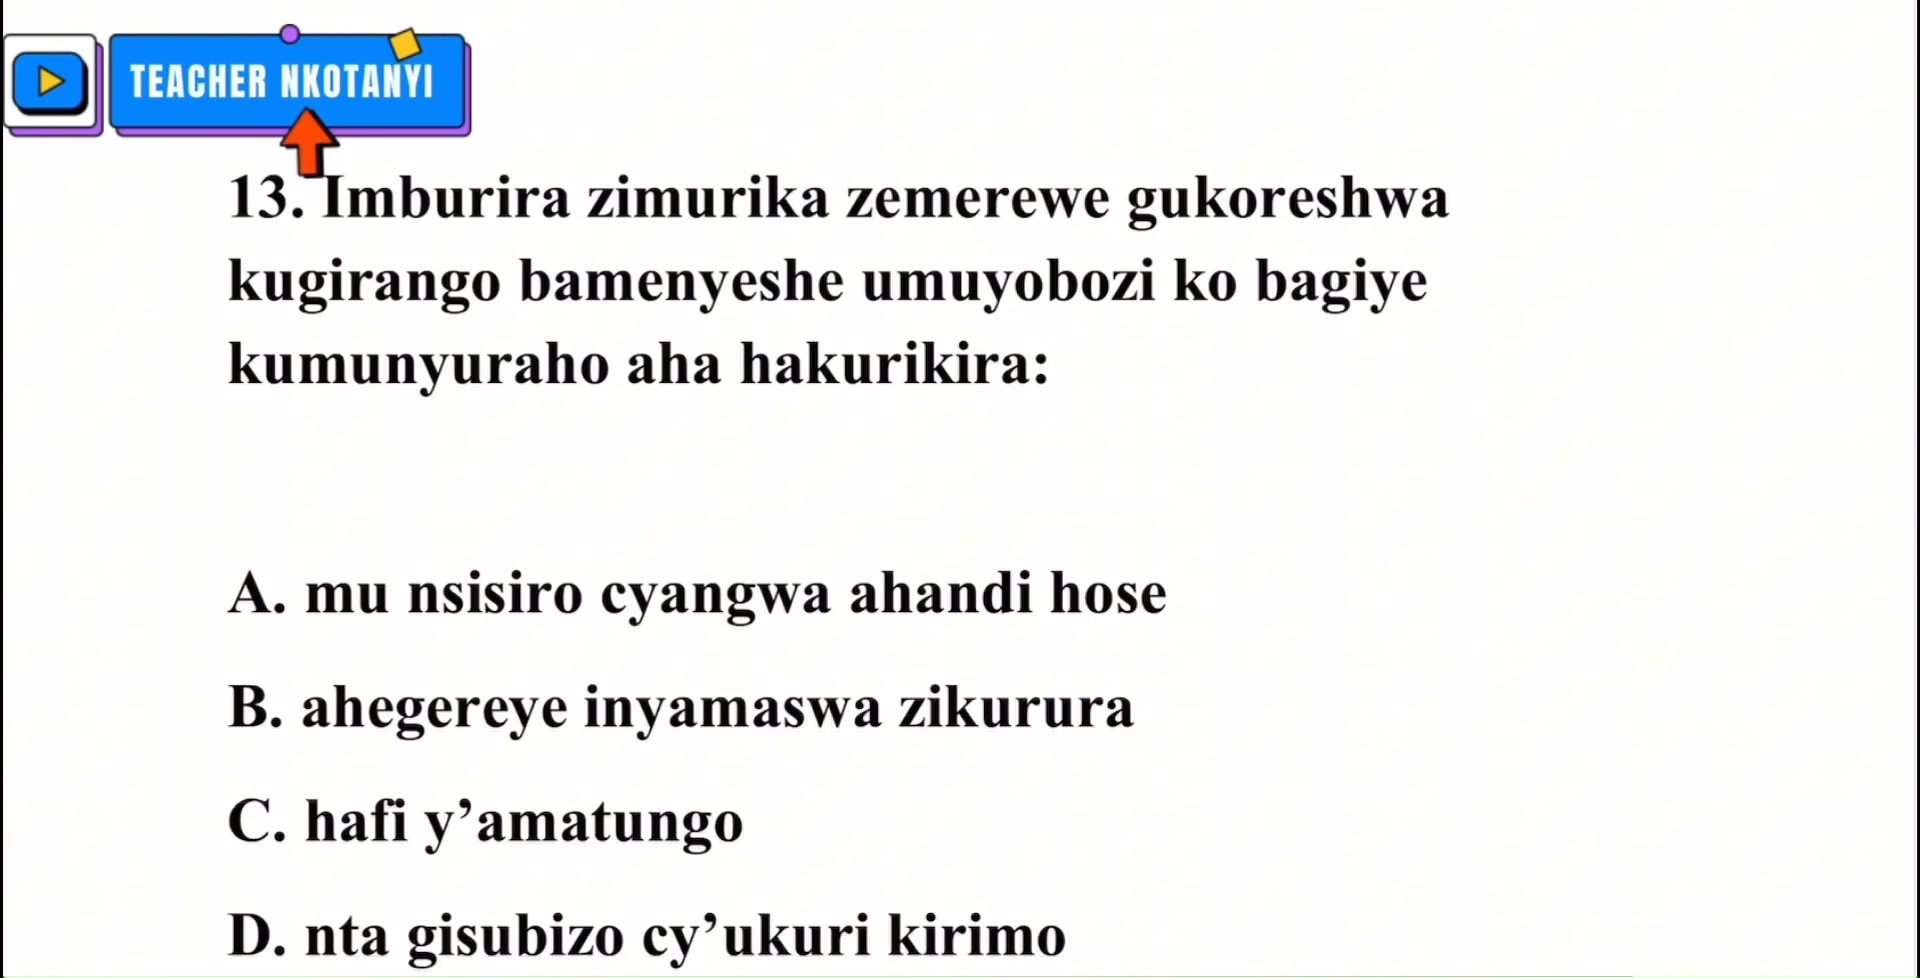 TEACHER NKOTANYI
13. Imburira zimurika zemerewe gukoreshwa
kugirango bamenyeshe umuyobozi ko bagiye
kumunyuraho aha hakurikira:
A. mu nsisiro cyangwa ahandi hose
B. ahegereye inyamaswa zikurura
C. hafi y’amatungo
D. nta gisubizo cy’ukuri kirimo